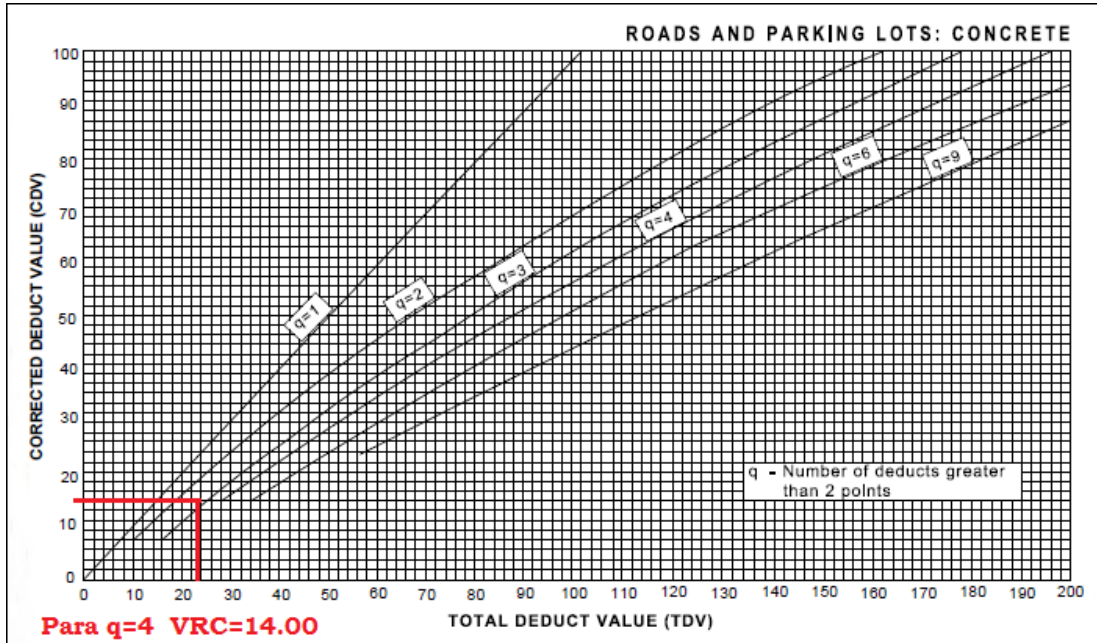 ROADS AND PARKING LOTS: CONCRETE
CORRECTED DEDUCT VALUE (CDV)
100
90
80
70
60
50
40
30
20
10
0
q=1
q=2
q=3
q=4
q=6
q=9
q - Number of deducts greater
than 2 points
0 10 20 30 40 50 60 70 80 90 100 110 120 130 140 150 160 170 180 190 200
TOTAL DEDUCT VALUE (TDV)
Para q=4 VRC=14.00